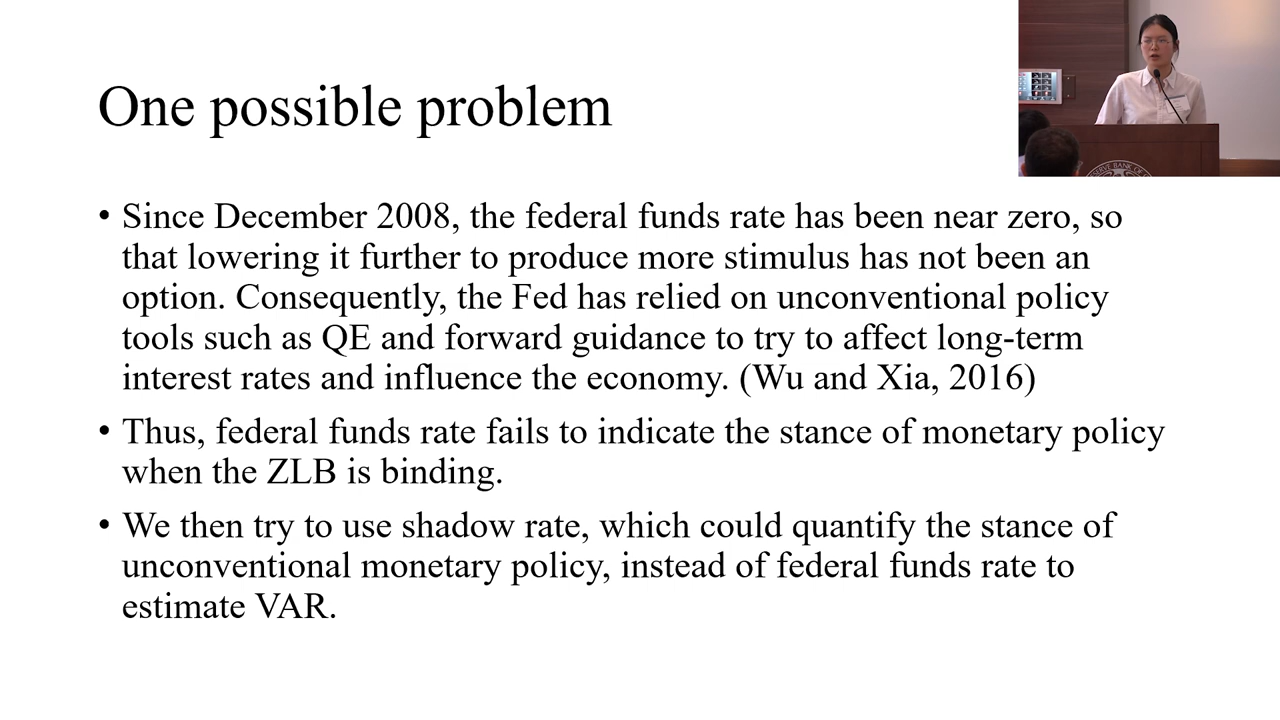 One possible problem
• Since December 2008, the federal funds rate has been near zero, so
that lowering it further to produce more stimulus has not been an
option. Consequently, the Fed has relied on unconventional policy
tools such as QE and forward guidance to try to affect long-term
interest rates and influence the economy. (Wu and Xia, 2016)
• Thus, federal funds rate fails to indicate the stance of monetary policy
when the ZLB is binding.
• We then try to use shadow rate, which could quantify the stance of
unconventional monetary policy, instead of federal funds rate to
estimate VAR.
RESERVE BANK OF